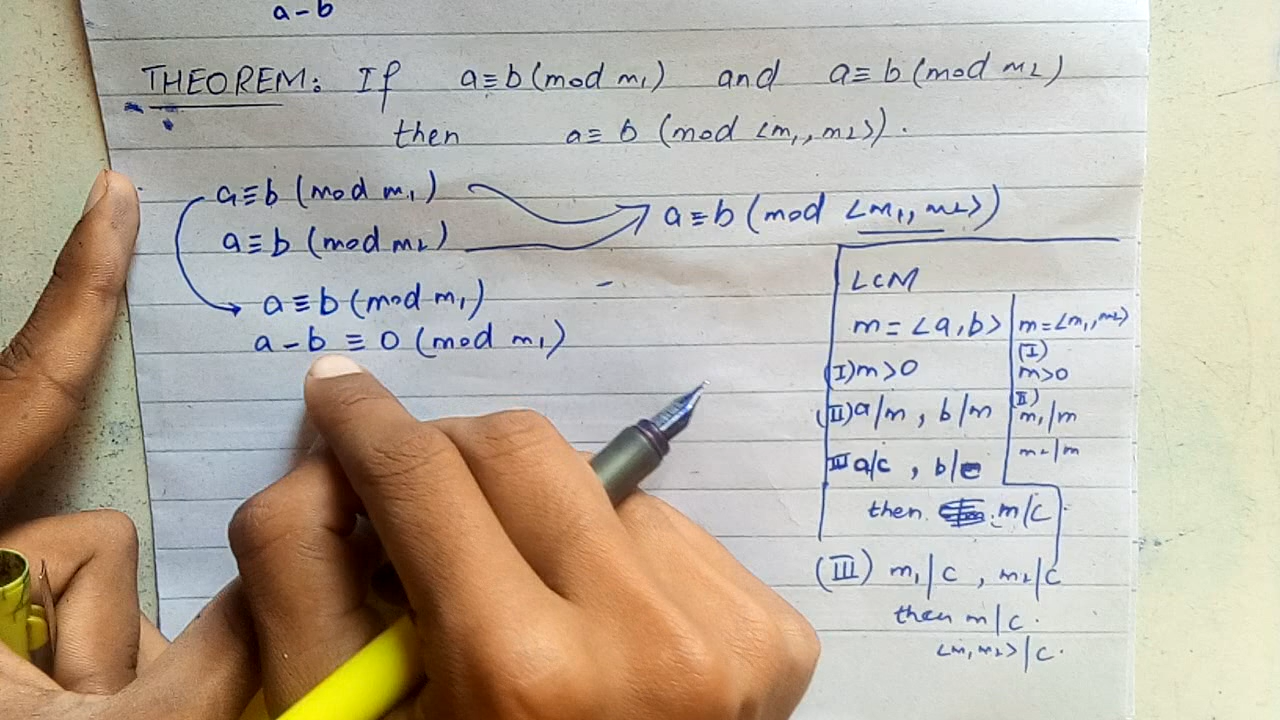 a-b
THEOREM: If a≡b (mod m₁) and a≡b (mod m₂)
then a≡ b (mod <m₁, m₂>).
a≡b (mod m₁)
a≡b (mod m₂)
a≡b (mod <m₁, m₂>)
a≡b (mod m₁)
a-b ≡ 0 (mod m₁)
LCM
m = <a,b>
(I) m>0
(II) a/m , b/m
III a/c , b/c
then m/c
m = <m₁, m₂>
(I)
m>0
(II)
m₁/m
m₂/m
(III) m₁/c , m₂/c
then m/c.
<m₁, m₂>/c.